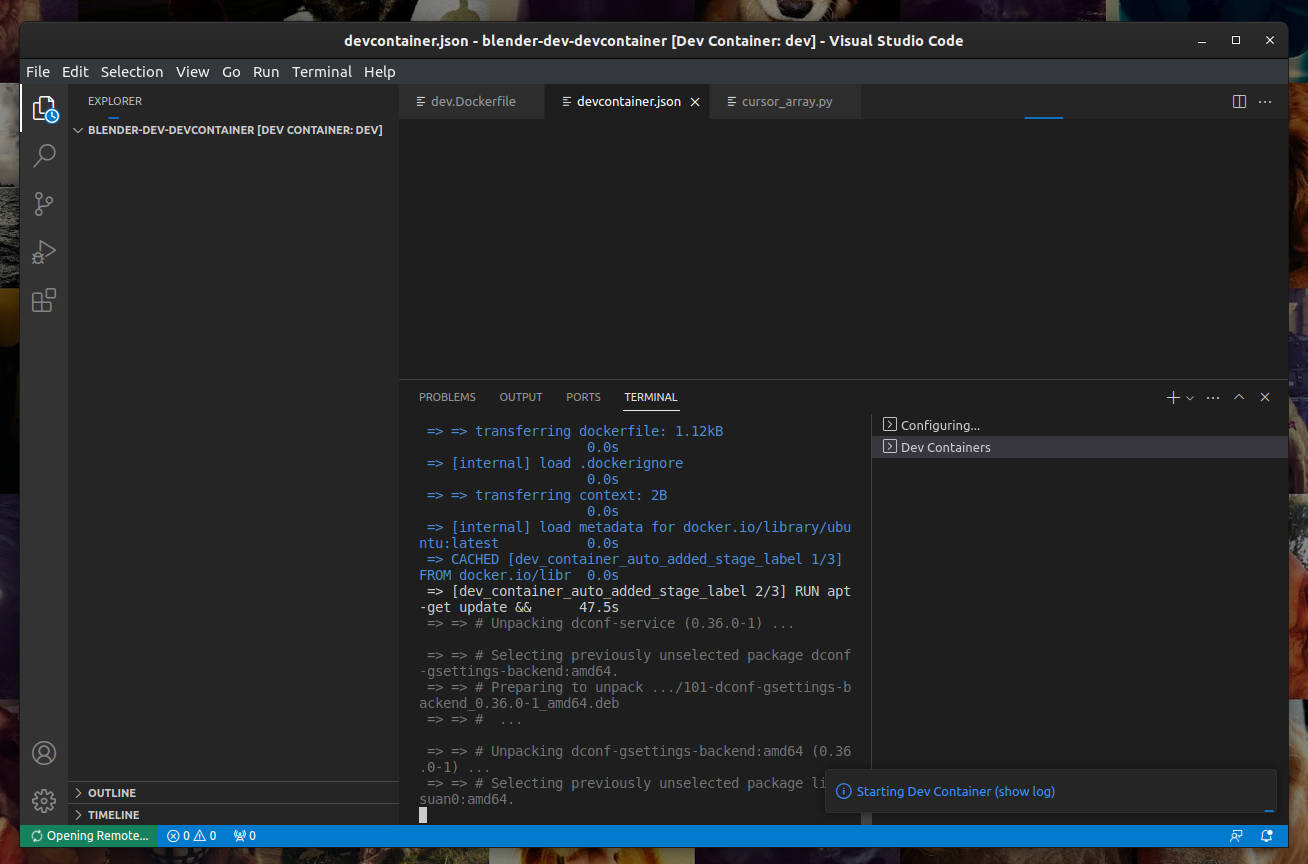 devcontainer.json - blender-dev-devcontainer [Dev Container: dev] - Visual Studio Code
File Edit Selection View Go Run Terminal Help
EXPLORER
BLENDER-DEV-DEVCONTAINER [DEV CONTAINER: DEV]
dev.Dockerfile
devcontainer.json
cursor_array.py
PROBLEMS OUTPUT PORTS TERMINAL
=> => transferring dockerfile: 1.12kB
0.0s
=> [internal] load .dockerignore
0.0s
=> => transferring context: 2B
0.0s
=> [internal] load metadata for docker.io/library/ubu
ntu:latest 0.0s
=> CACHED [dev_container_auto_added_stage_label 1/3]
FROM docker.io/libr 0.0s
=> [dev_container_auto_added_stage_label 2/3] RUN apt
-get update && 47.5s
=> => # Unpacking dconf-service (0.36.0-1) ...
=> => # Selecting previously unselected package dconf
-gsettings-backend:amd64.
=> => # Preparing to unpack .../101-dconf-gsettings-b
ackend_0.36.0-1_amd64.deb
=> => # ...
=> => # Unpacking dconf-gsettings-backend:amd64 (0.36
.0-1) ...
=> => # Selecting previously unselected package li
suan0:amd64.
Configuring...
Dev Containers
Starting Dev Container (show log)
OUTLINE
TIMELINE
Opening Remote... 0 0 0